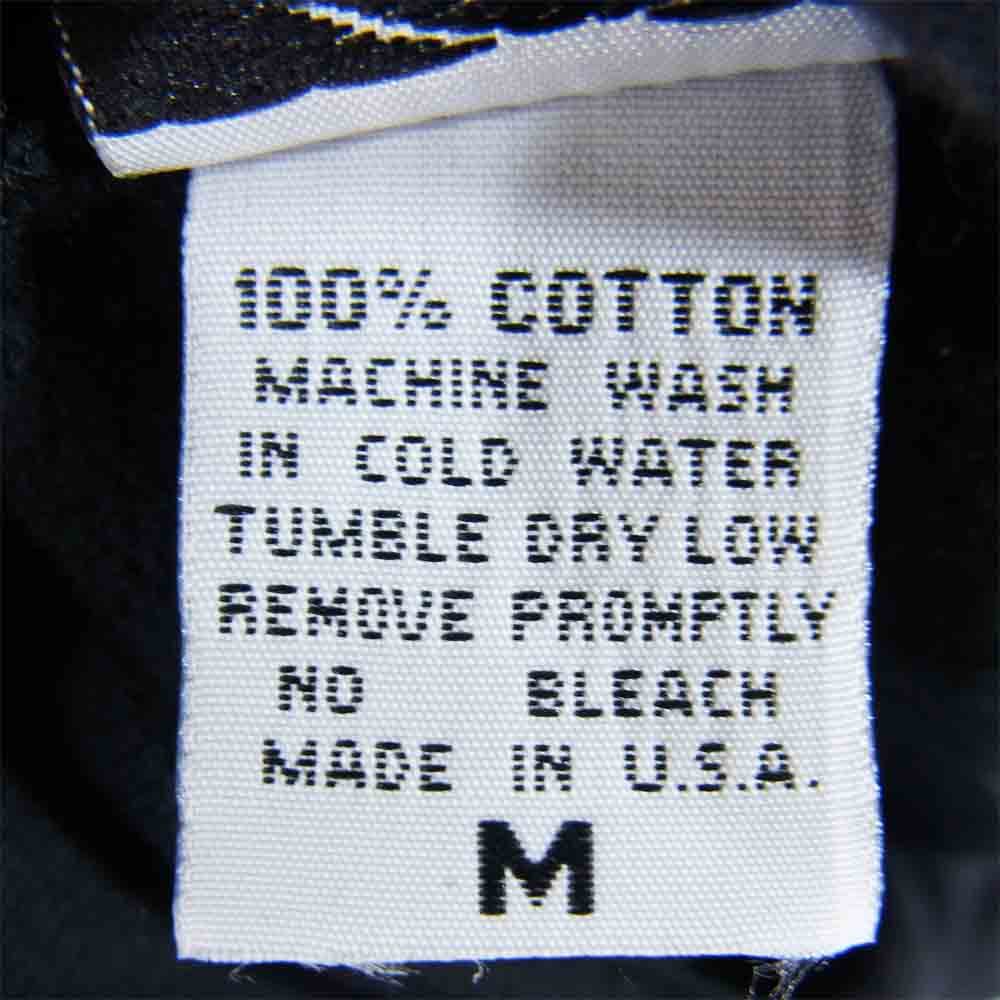 100% COTTON
MACHINE WASH
IN COLD WATER
TUMBLE DRY LOW
REMOVE PROMPTLY
NO BLEACH
MADE IN U.S.A.
M